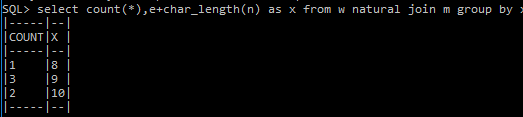 SQL> select count(*),e+char_length(n) as x from w natural join m group by x
|-----|--|
|COUNT|X |
|-----|--|
|1    |8 |
|3    |9 |
|2    |10|
|-----|--|